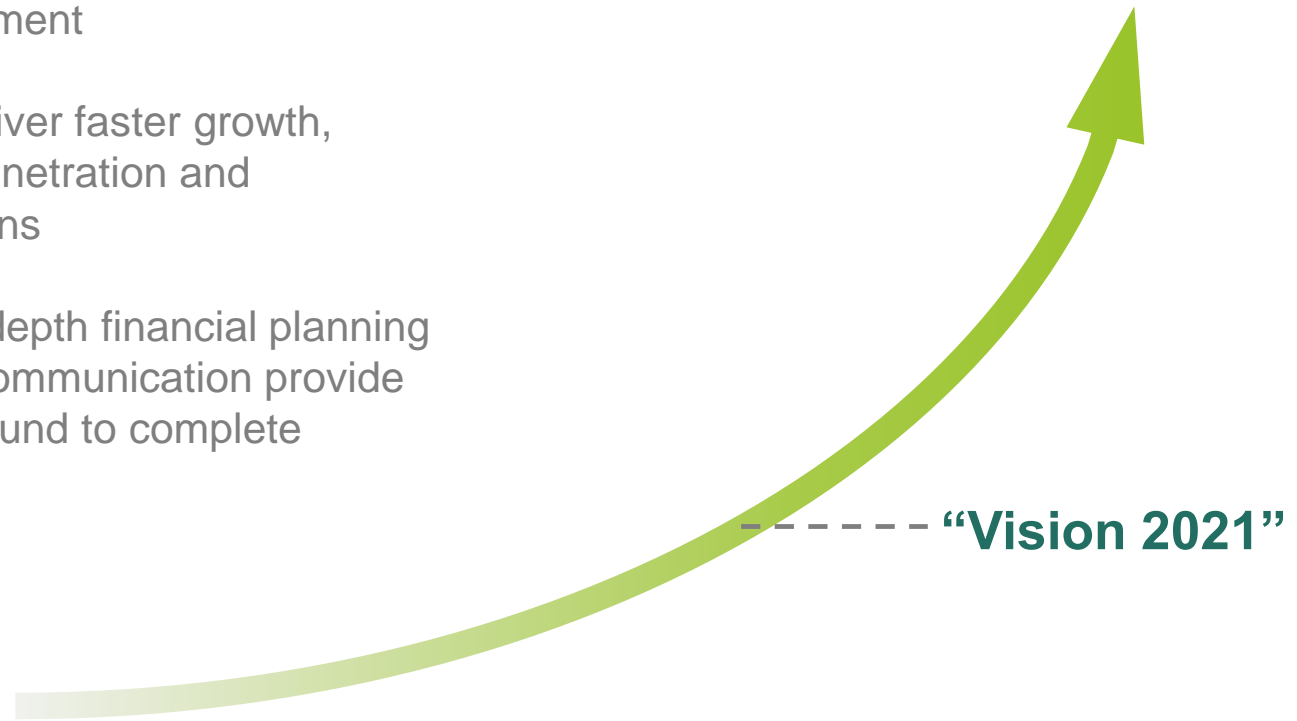 ment
iver faster growth,
netration and
ns
depth financial planning
ommunication provide
und to complete
“Vision 2021”